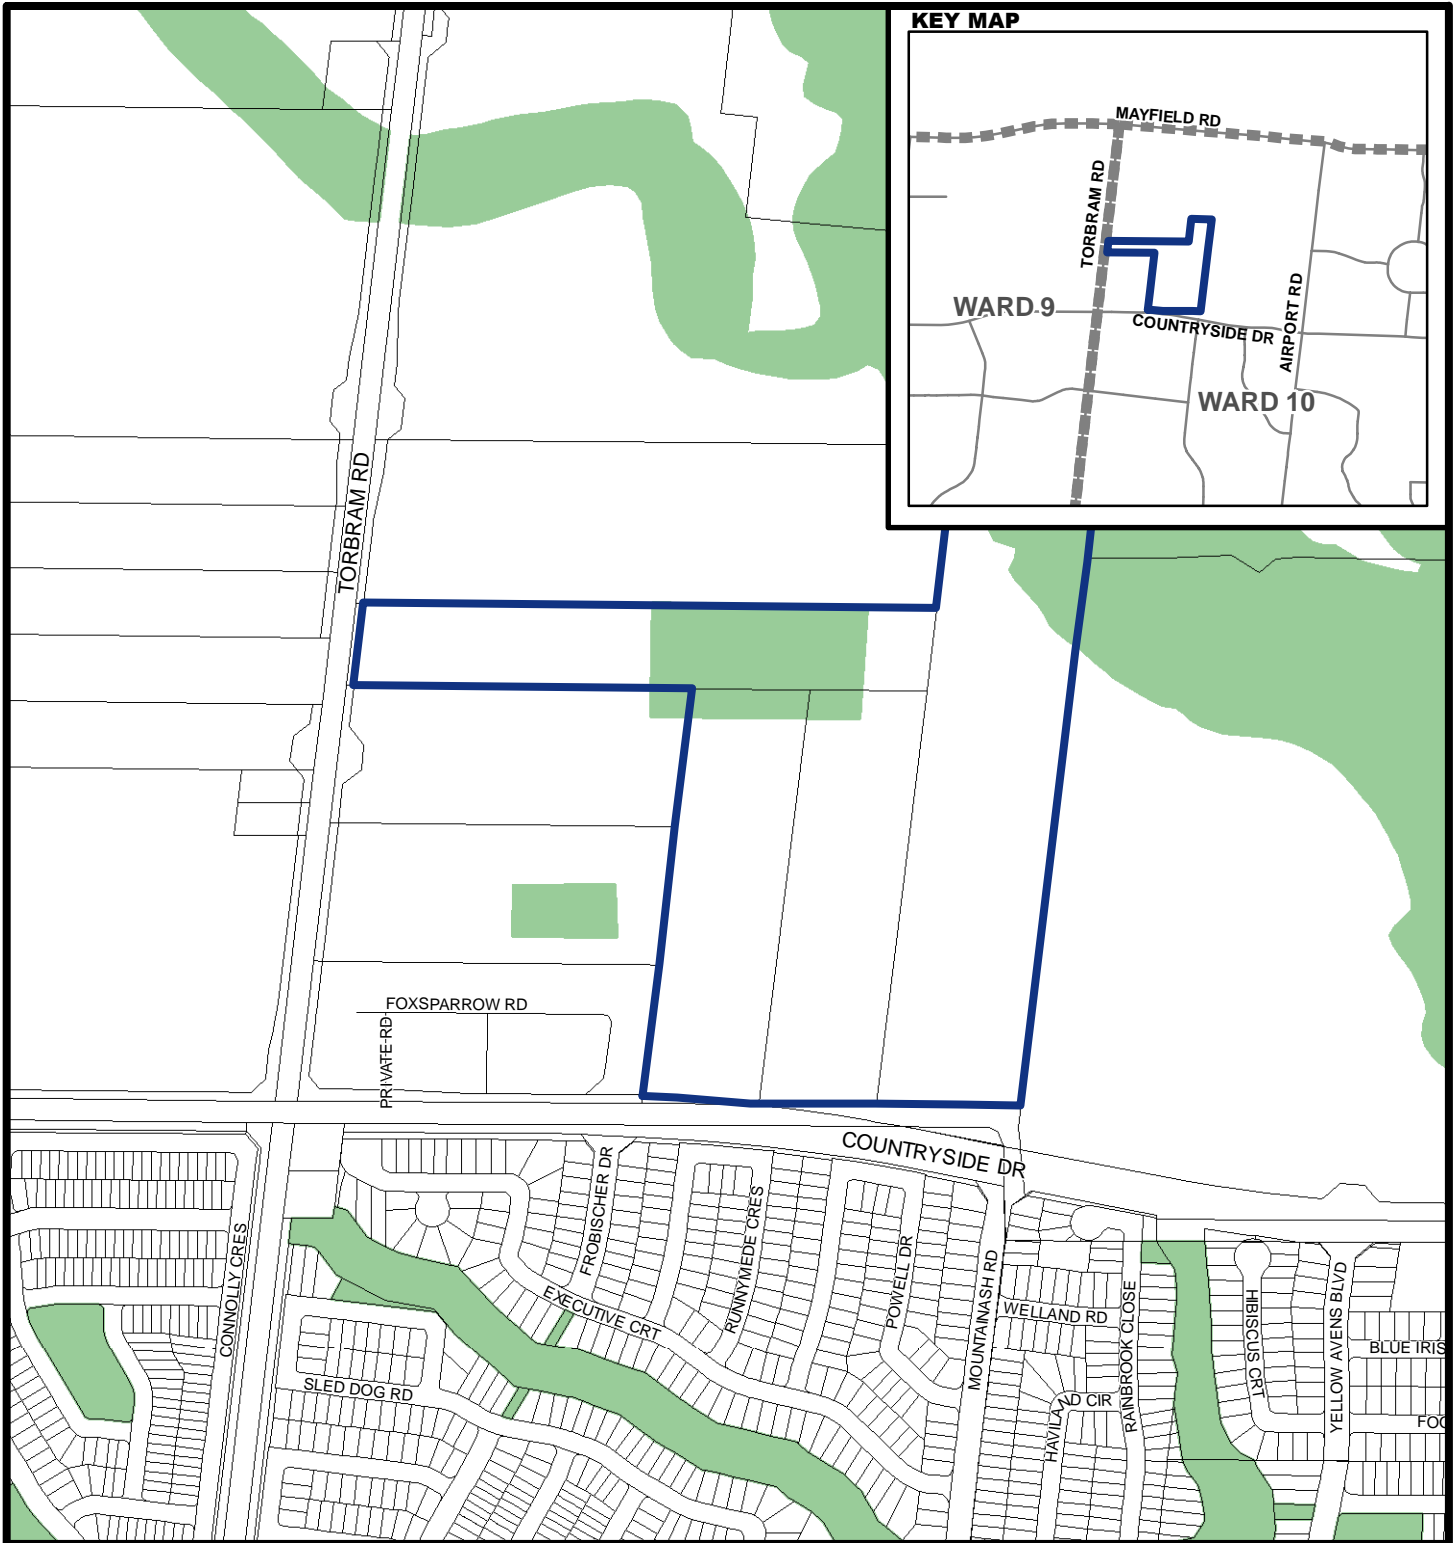 KEY MAP
MAYFIELD RD
TORBRAM RD
WARD 9
COUNTRYSIDE DR
AIRPORT RD
WARD 10
TORBRAM RD
FOXSPARROW RD
PRIVATE RD
COUNTRYSIDE DR
CONNOLLY CRES
FROBISCHER DR
RUNNYMEDE CRES
EXECUTIVE CRT
POWELL DR
MOUNTAINASH RD
WELLAND RD
RAINBROOK CLOSE
HIBISCUS CRT
YELLOW AVENS BLVD
BLUE IRIS
SLED DOG RD
HAVILAND CIR
FOO